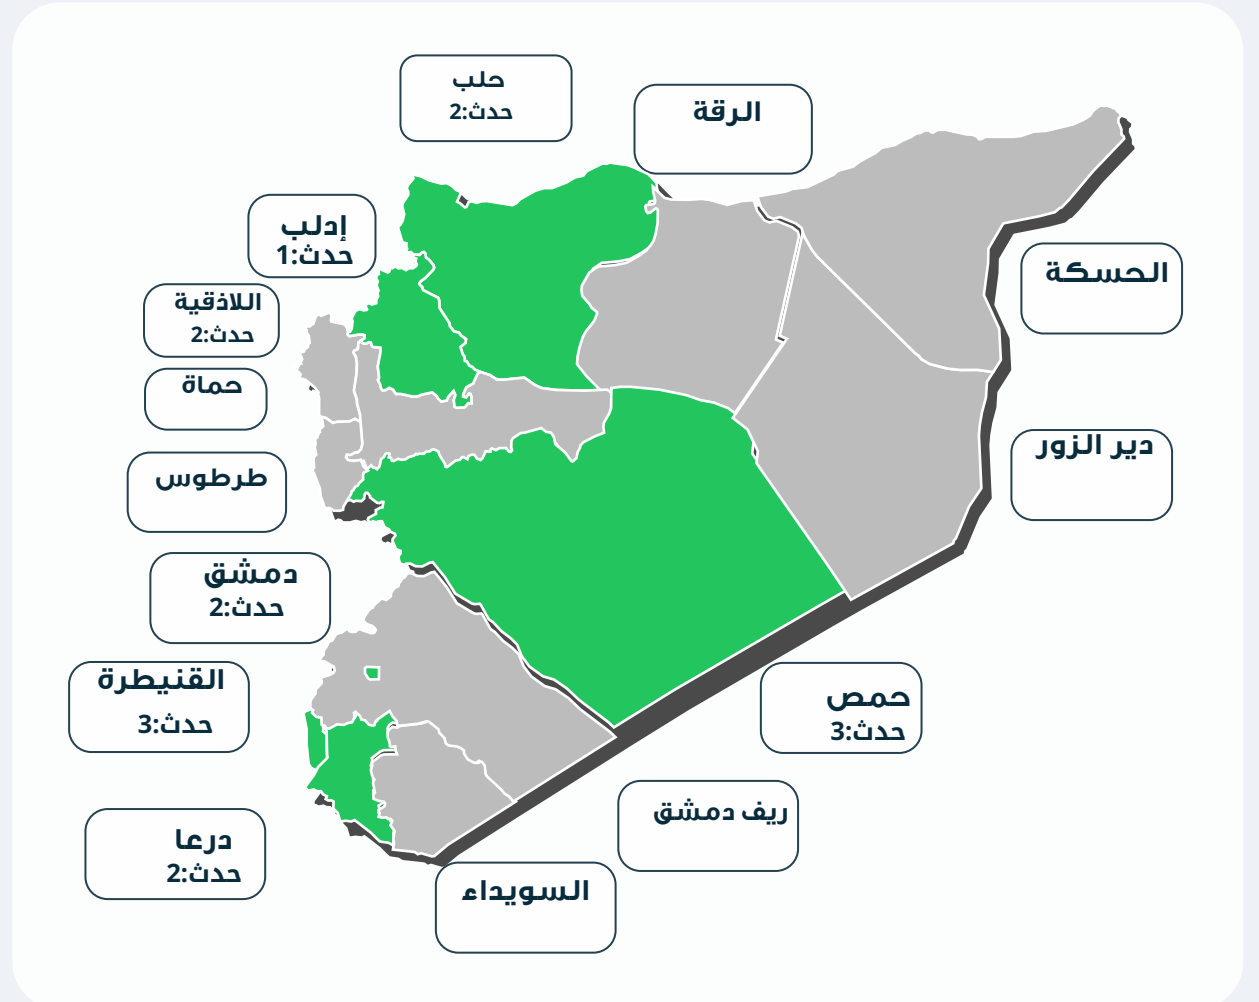 حلب
حدث:2
الرقة
إدلب
حدث:1
الحسكة
اللاذقية
حدث:2
حماة
دير الزور
طرطوس
دمشق
حدث:2
القنيطرة
حدث:3
حمص
حدث:3
ريف دمشق
درعا
حدث:2
السويداء